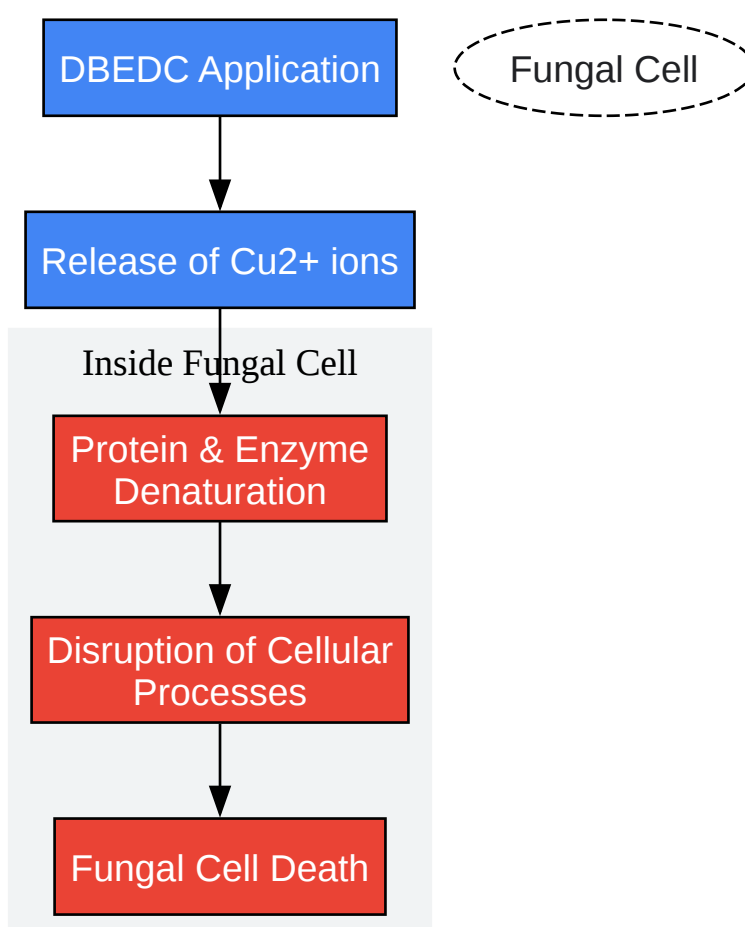 DBEDC Application
Fungal Cell
Release of Cu2+ ions
Inside Fungal Cell
Protein & Enzyme
Denaturation
Disruption of Cellular
Processes
Fungal Cell Death